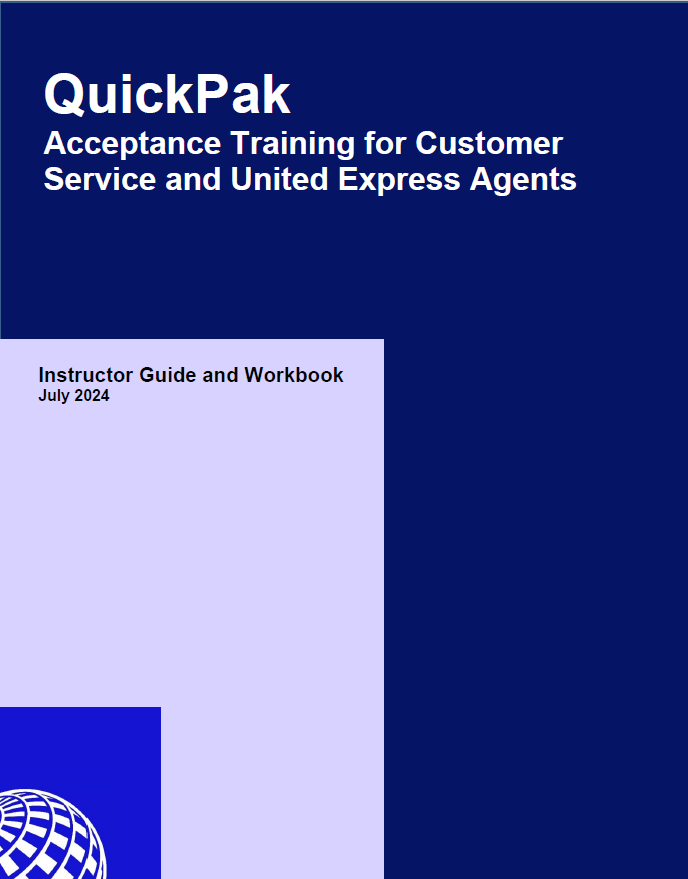 QuickPak
Acceptance Training for Customer
Service and United Express Agents
Instructor Guide and Workbook
July 2024